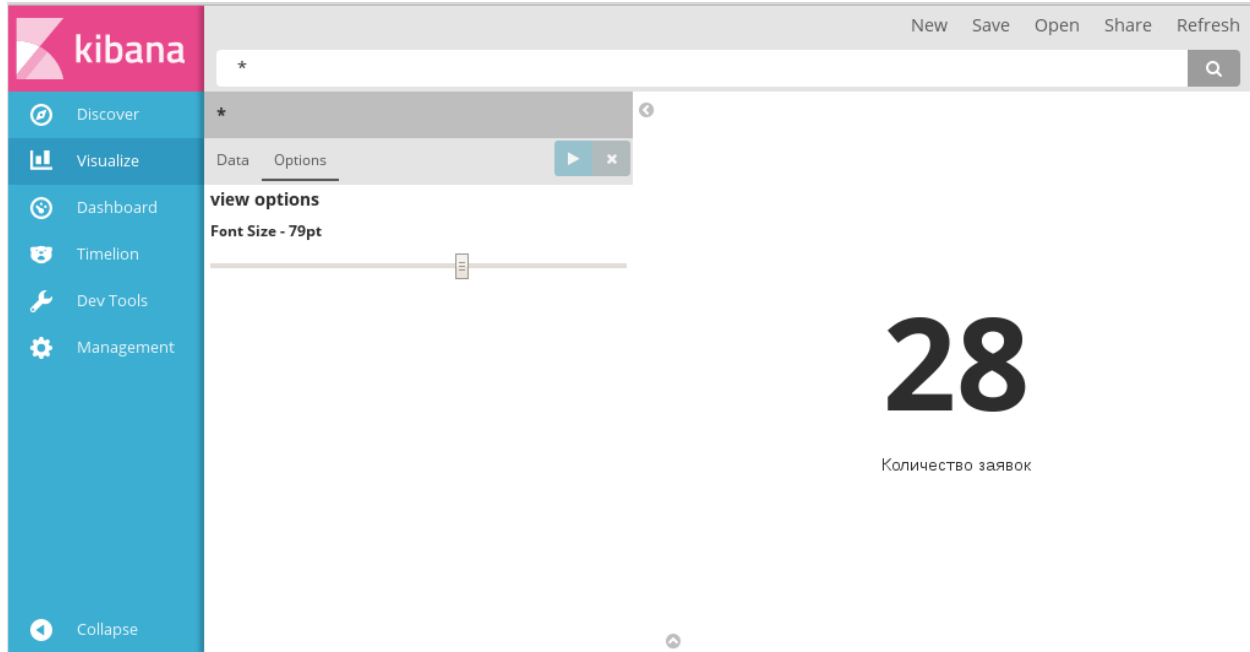 kibana
New Save Open Share Refresh
*
Discover
Visualize
Dashboard
Timelion
Dev Tools
Management
Collapse
*
Data Options
view options
Font Size - 79pt
28
Количество заявок